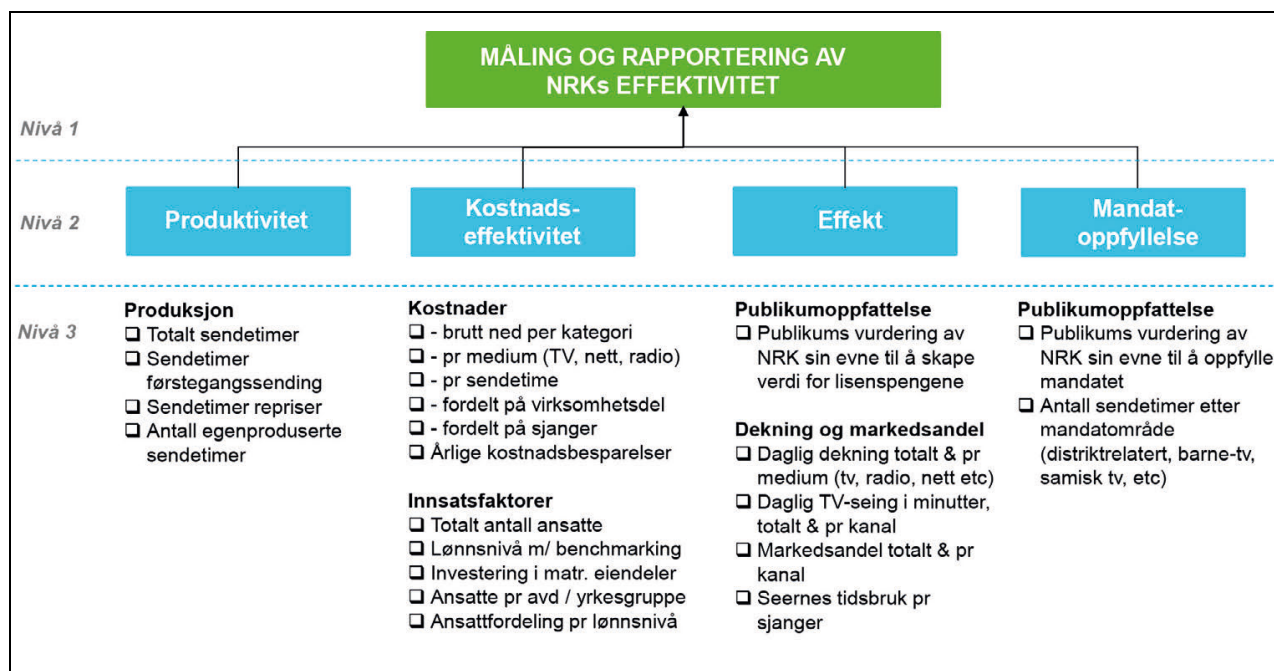 MÅLING OG RAPPORTERING AV
NRKs EFFEKTIVITET
Nivå 1
Nivå 2
Produktivitet
Kostnads-
effektivitet
Effekt
Mandat-
oppfyllelse
Nivå 3
Produksjon
❑ Totalt sendetimer
❑ Sendetimer
førstegangssending
❑ Sendetimer repriser
❑ Antall egenproduserte
sendetimer
Kostnader
❑ - brutt ned per kategori
❑ - pr medium (TV, nett, radio)
❑ - pr sendetime
❑ - fordelt på virksomhetsdel
❑ - fordelt på sjanger
❑ Årlige kostnadsbesparelser
Innsatsfaktorer
❑ Totalt antall ansatte
❑ Lønnsnivå m/ benchmarking
❑ Investering i matr. eiendeler
❑ Ansatte pr avd / yrkesgruppe
❑ Ansattfordeling pr lønnsnivå
Publikumoppfattelse
❑ Publikums vurdering av
NRK sin evne til å skape
verdi for lisenspengene
Dekning og markedsandel
❑ Daglig dekning totalt & pr
medium (tv, radio, nett etc)
❑ Daglig TV-seing i minutter,
totalt & pr kanal
❑ Markedsandel totalt & pr
kanal
❑ Seernes tidsbruk pr
sjanger
Publikumoppfattelse
❑ Publikums vurdering av
NRK sin evne til å oppfylle
mandatet
❑ Antall sendetimer etter
mandatområde
(distriktrelatert, barne-tv,
samisk tv, etc)